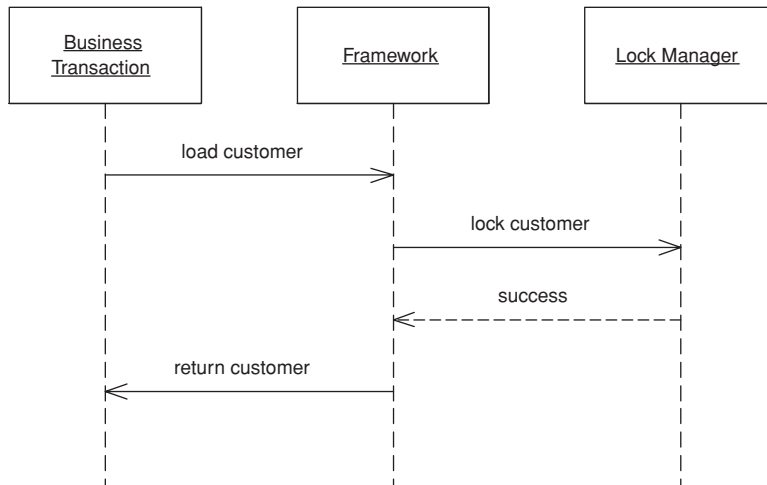 Business
Transaction
Framework
Lock Manager
load customer
lock customer
success
return customer